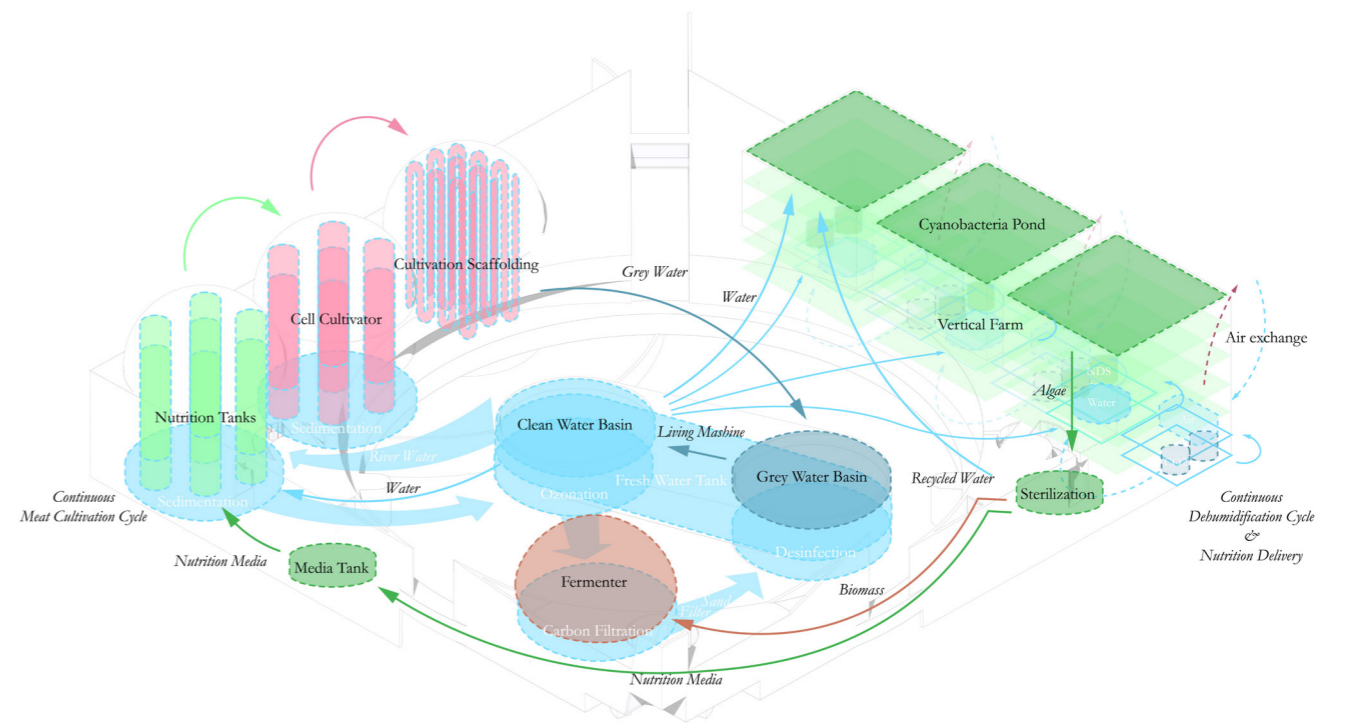 Cyanobacteria Pond
Cultivation Scaffolding
Grey Water
Water
Cell Cultivator
Vertical Farm
Air exchange
NDS
Algae
Water
Nutrition Tanks
Clean Water Basin
Sedimentation
Living Mashine
River Water
Grey Water Basin
Recycled Water
Fresh Water Tank
Water
Ozonation
Sterilization
Sedimentation
Continuous
Meat Cultivation Cycle
Continuous
Dehumidification Cycle
&
Nutrition Delivery
Desinfection
Nutrition Media
Media Tank
Fermenter
Biomass
Sand
Filter
Carbon Filtration
Nutrition Media